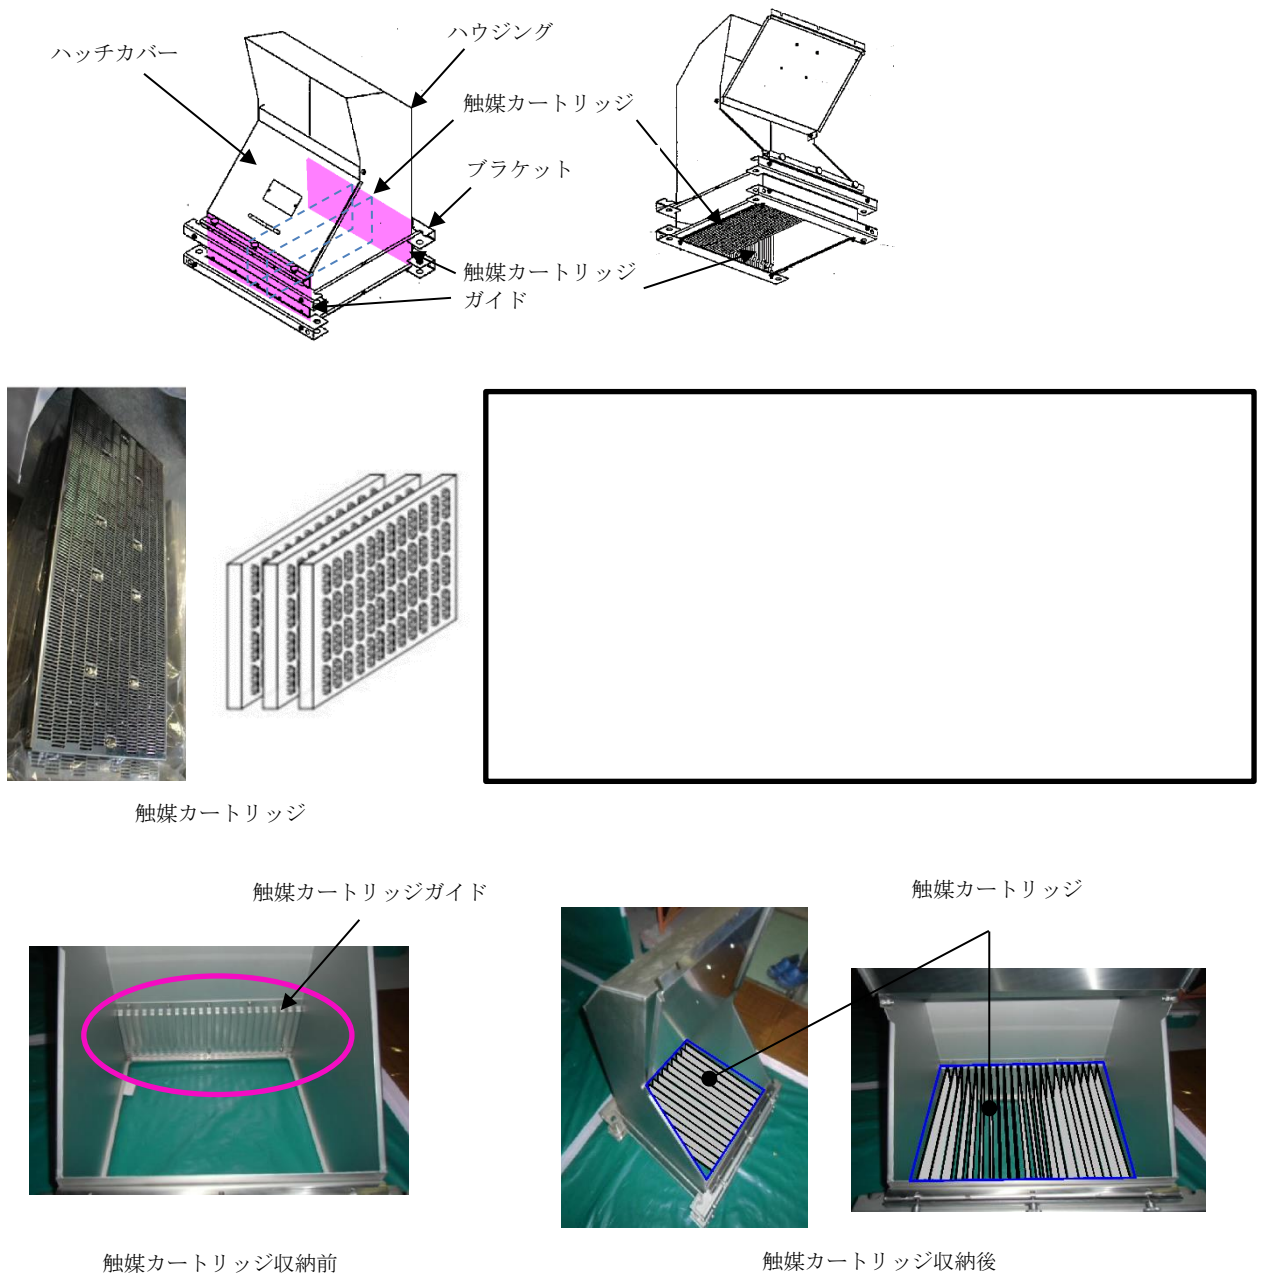 ハッチカバー
ハウジング
触媒カートリッジ
ブラケット
触媒カートリッジ
ガイド
触媒カートリッジ
触媒カートリッジガイド
触媒カートリッジ
触媒カートリッジ収納前
触媒カートリッジ収納後